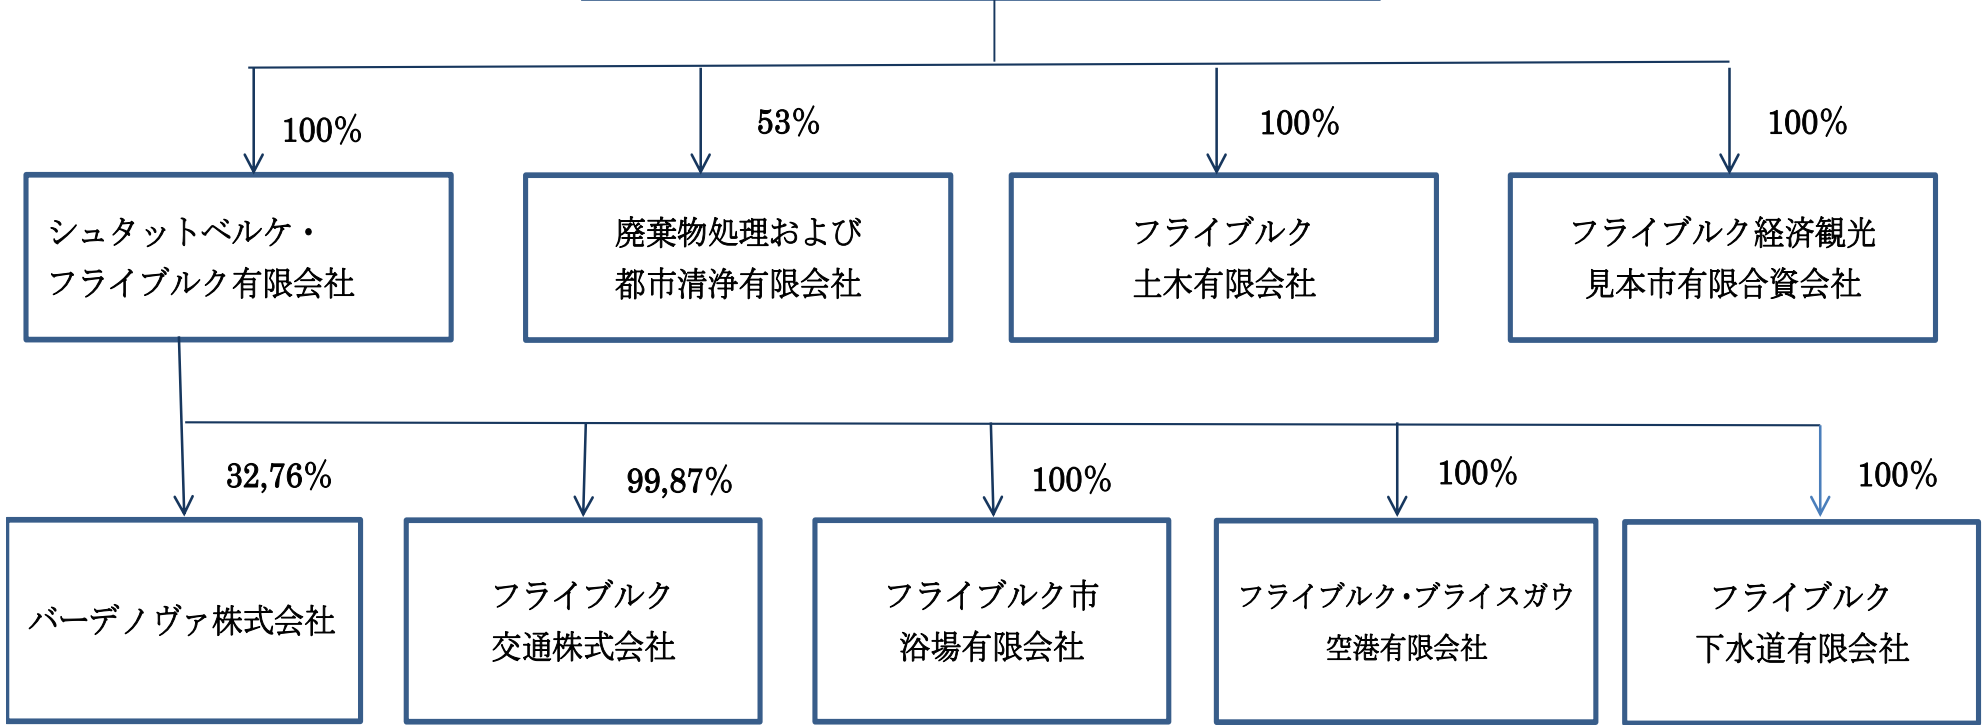 100%
53%
100%
100%
シュタットベルケ・
フライブルク有限会社
廃棄物処理および
都市清浄有限会社
フライブルク
土木有限会社
フライブルク経済観光
見本市有限合資会社
32,76%
99,87%
100%
100%
100%
バーデノヴァ株式会社
フライブルク
交通株式会社
フライブルク市
浴場有限会社
フライブルク・ブライスガウ
空港有限会社
フライブルク
下水道有限会社